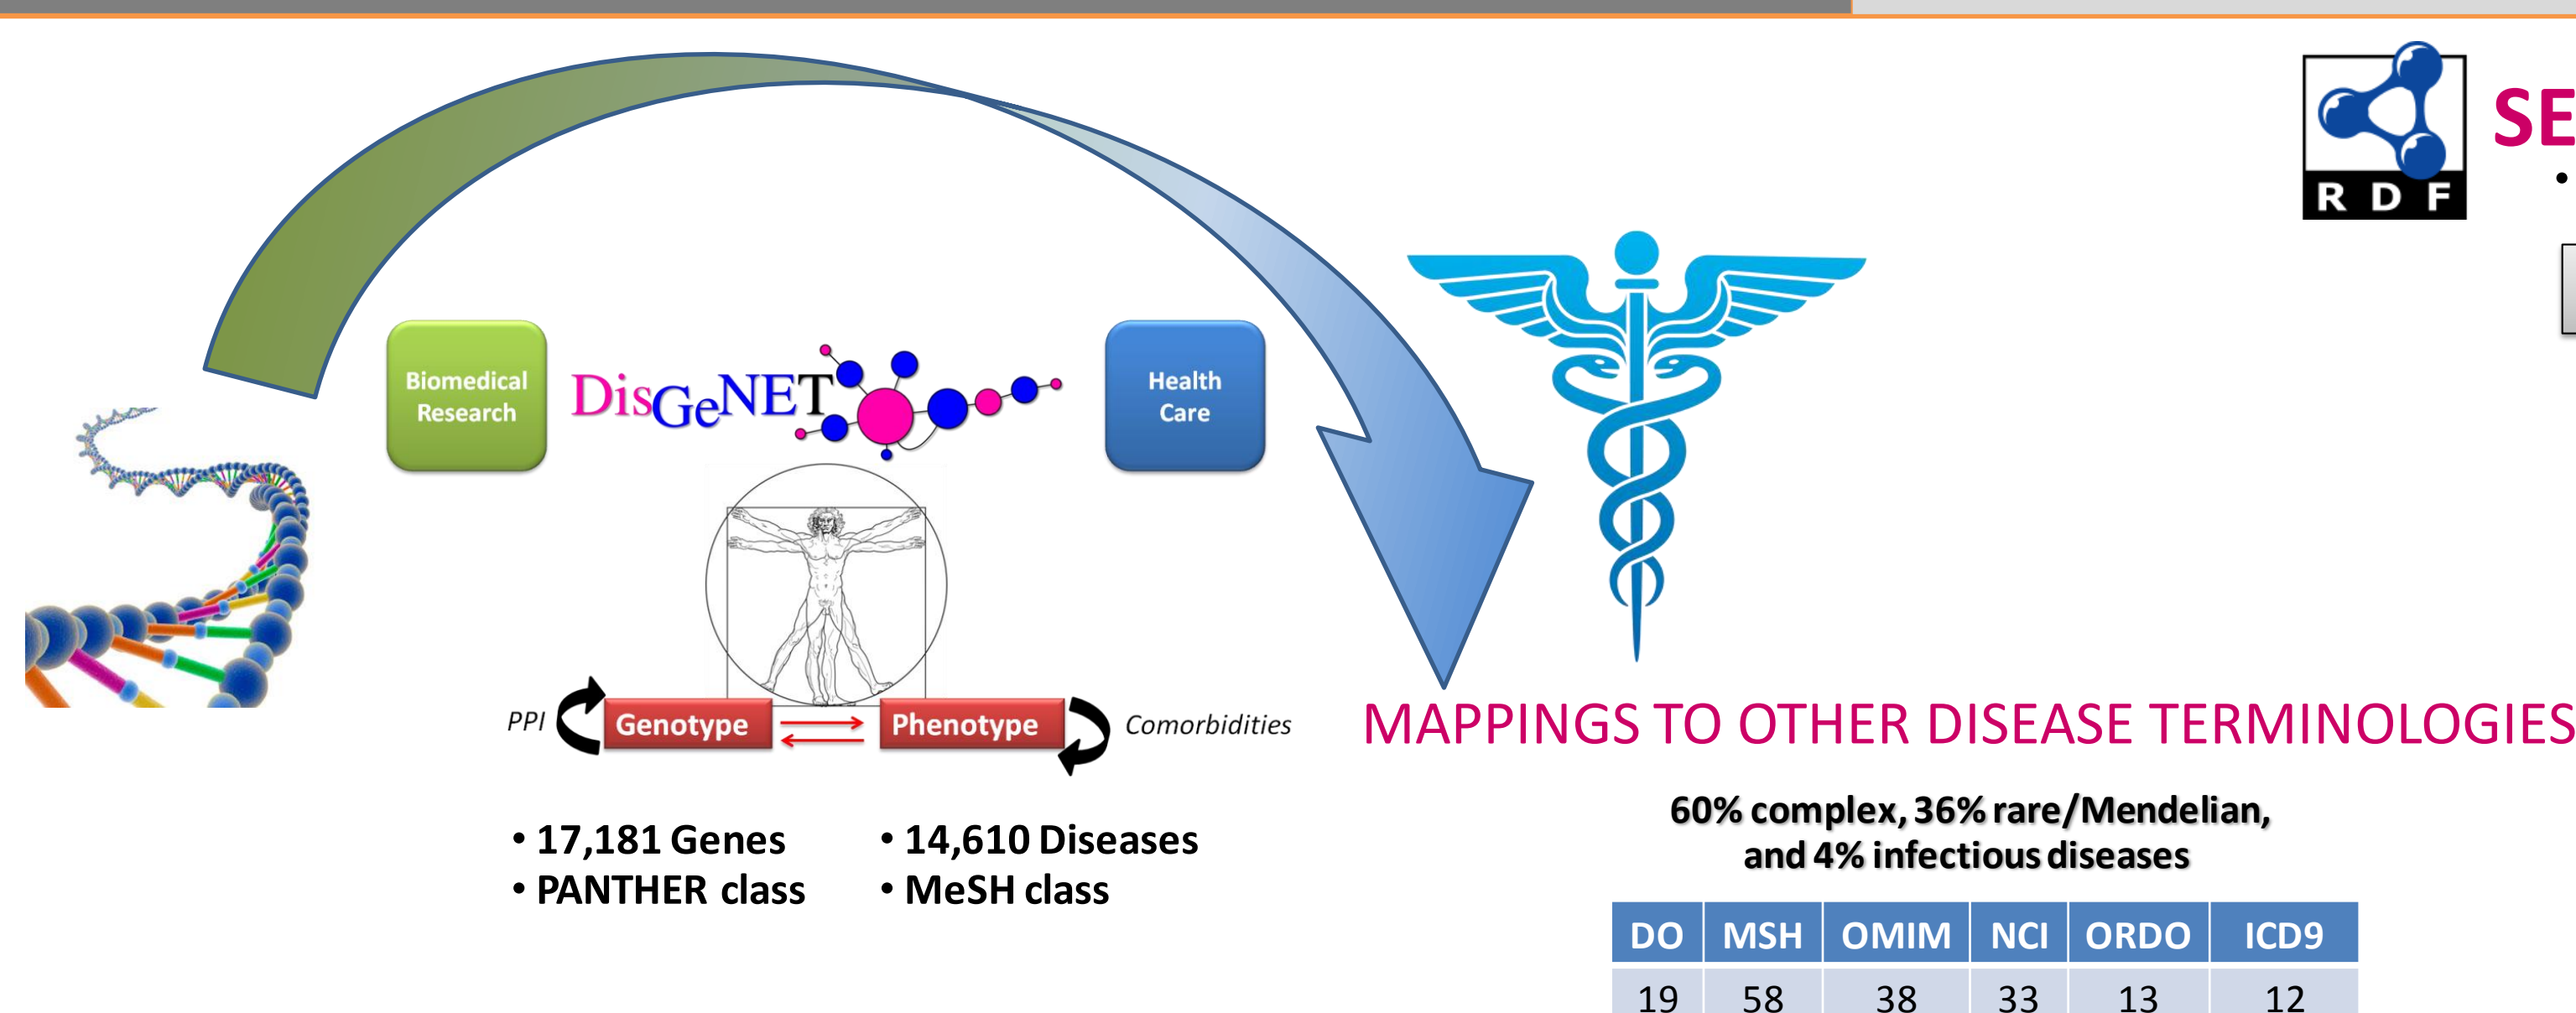 RDF
SE
•
Biomedical
Research
DisGeNET
Health
Care
PPI
Genotype
Phenotype
Comorbidities
• 17,181 Genes
• PANTHER class
• 14,610 Diseases
• MeSH class
MAPPINGS TO OTHER DISEASE TERMINOLOGIES
60% complex, 36% rare/Mendelian,
and 4% infectious diseases
DO MSH OMIM NCI ORDO ICD9
19 58 38 33 13 12